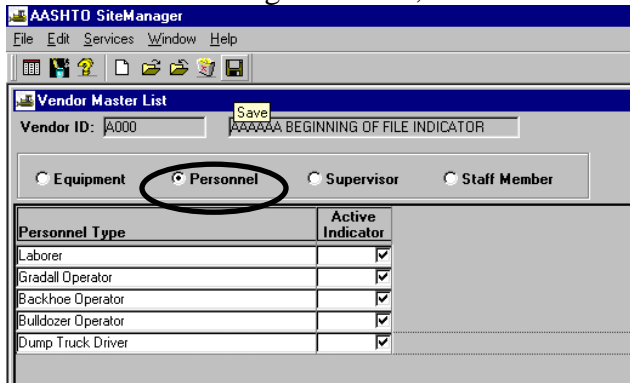 AASHTO SiteManager
File Edit Services Window Help
Vendor Master List
Save
Vendor ID: A000 AAAAAA BEGINNING OF FILE INDICATOR
Equipment Personnel Supervisor Staff Member
Personnel Type Active Indicator
Laborer
Gradall Operator
Backhoe Operator
Bulldozer Operator
Dump Truck Driver